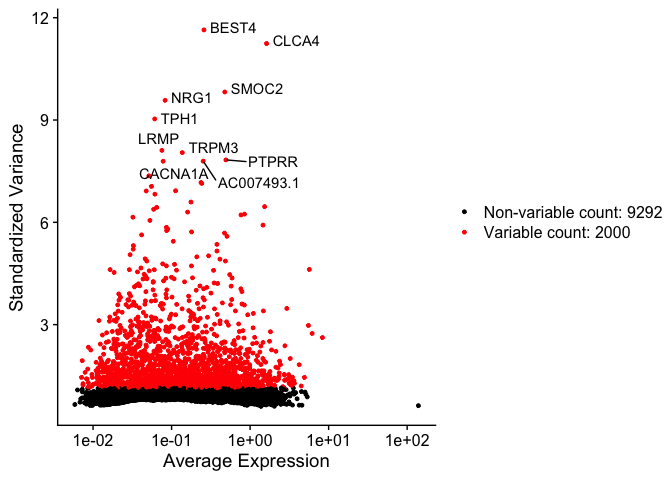 12
9
6
3
Standardized Variance
BEST4
CLCA4
SMOC2
NRG1
TPH1
LRMP
TRPM3
PTPRR
CACNA1A
AC007493.1
Non-variable count: 9292
Variable count: 2000
1e-02 1e-01 1e+00 1e+01 1e+02
Average Expression